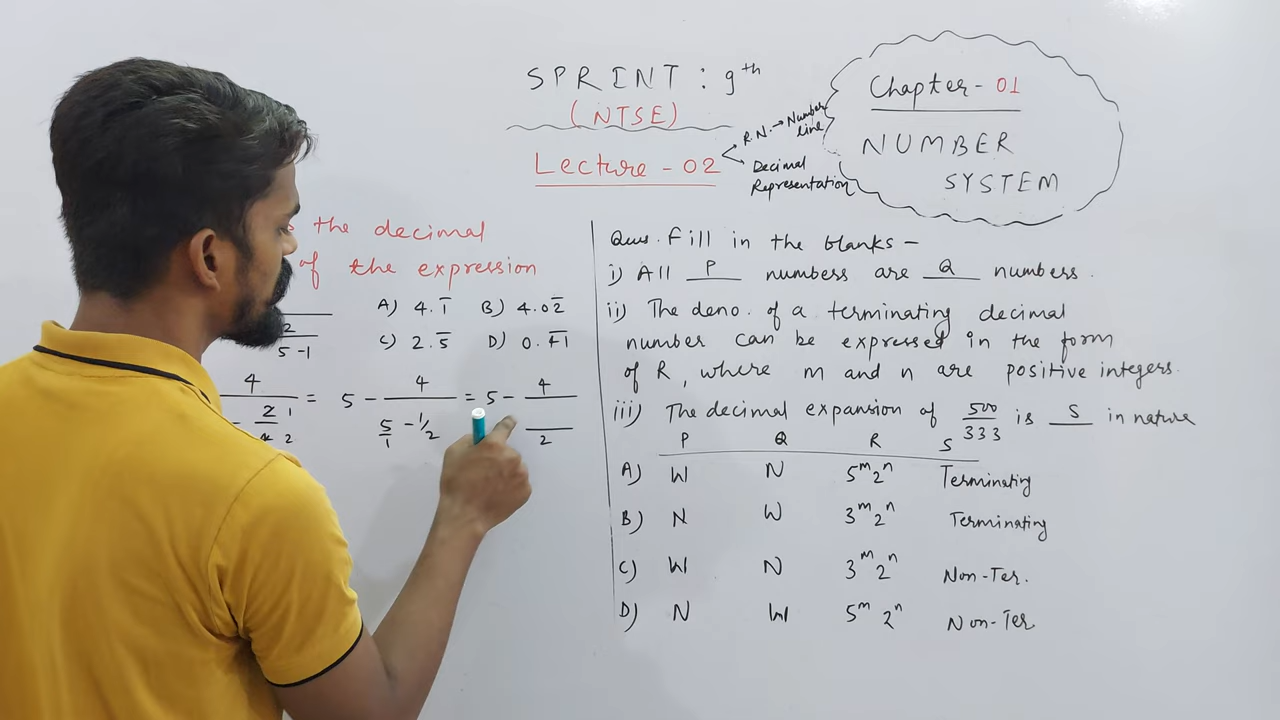 SPRINT : 9th
(NTSE)
Lecture - 02
R.N. → Number line
Decimal Representation
Chapter - 01
NUMBER
SYSTEM
the decimal
of the expression
A) 4.1̅ B) 4.02̅
C) 2.5̅ D) 0.4̅1̅
2
5-1
4
- 2 1 = 5 - 4 = 5 - 4
2 5/1 - 1/2 2
Ques. Fill in the blanks -
i) All P numbers are Q numbers.
ii) The deno. of a terminating decimal
number can be expressed in the form
of R, where m and n are positive integers.
iii) The decimal expansion of 500/333 is S in nature
P Q R S
A) W N 5^m 2^n Terminating
B) N W 3^m 2^n Terminating
C) W N 3^m 2^n Non-Ter.
D) N W 5^m 2^n Non-Ter